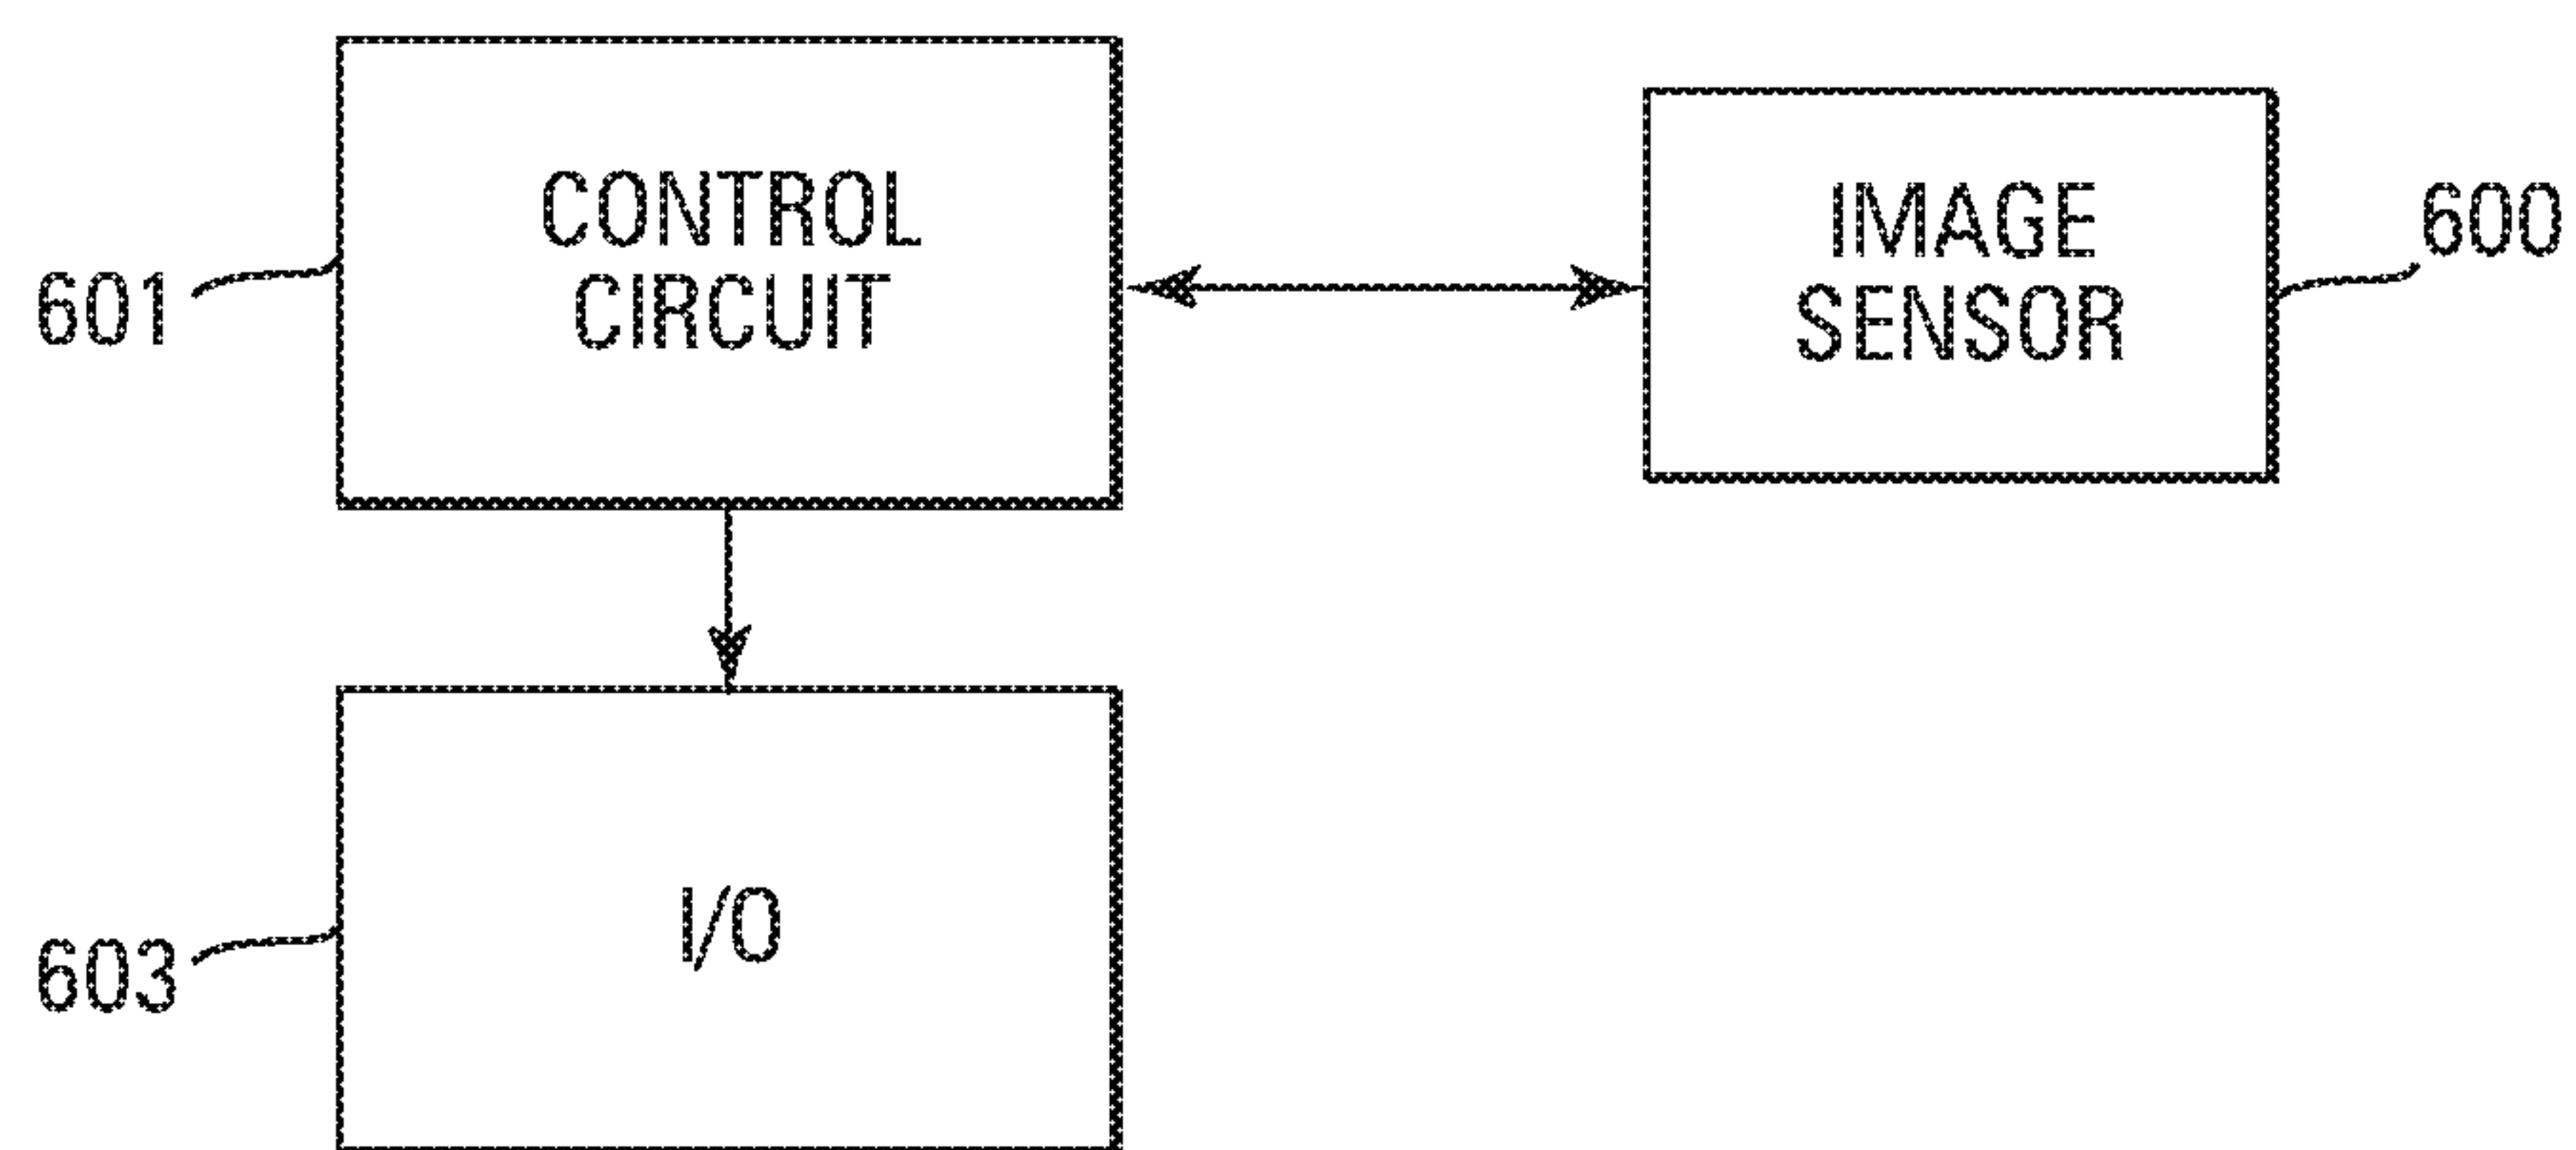 CONTROL
CIRCUIT
601
IMAGE
SENSOR
600
I/O
603